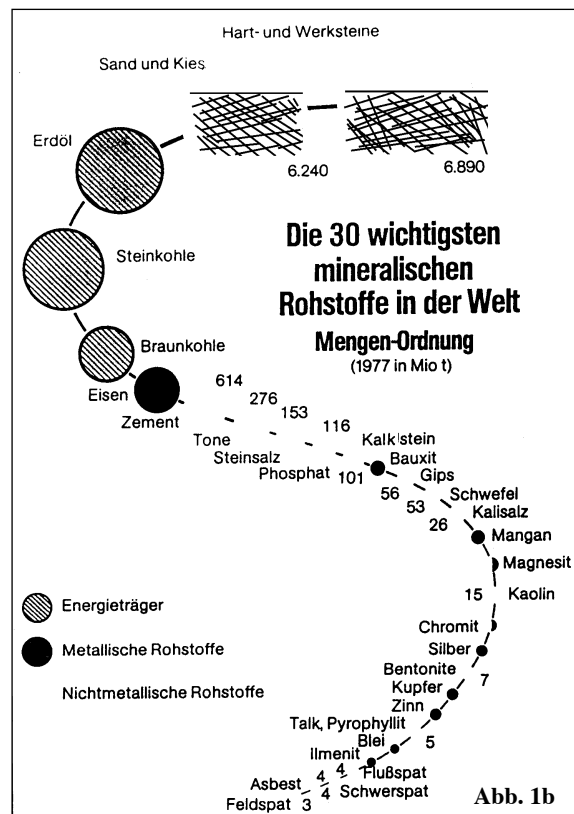 Hart- und Werksteine
Sand und Kies
Erdöl
6.240
6.890
Steinkohle
Die 30 wichtigsten
mineralischen
Rohstoffe in der Welt
Mengen-Ordnung
(1977 in Mio t)
Braunkohle
Eisen
Zement
614
276
153
116
Tone
Steinsalz
Phosphat
101
Kalkstein
Bauxit
Gips
56
53
26
Schwefel
Kalisalz
Mangan
Magnesit
15
Kaolin
Chromit
Silber
Bentonite
7
Kupfer
Zinn
Talk, Pyrophyllit
5
Blei
Ilmenit
Flußspat
4
4
Asbest
4
Schwerspat
Feldspat
3
Energieträger
Metallische Rohstoffe
Nichtmetallische Rohstoffe
Abb. 1b